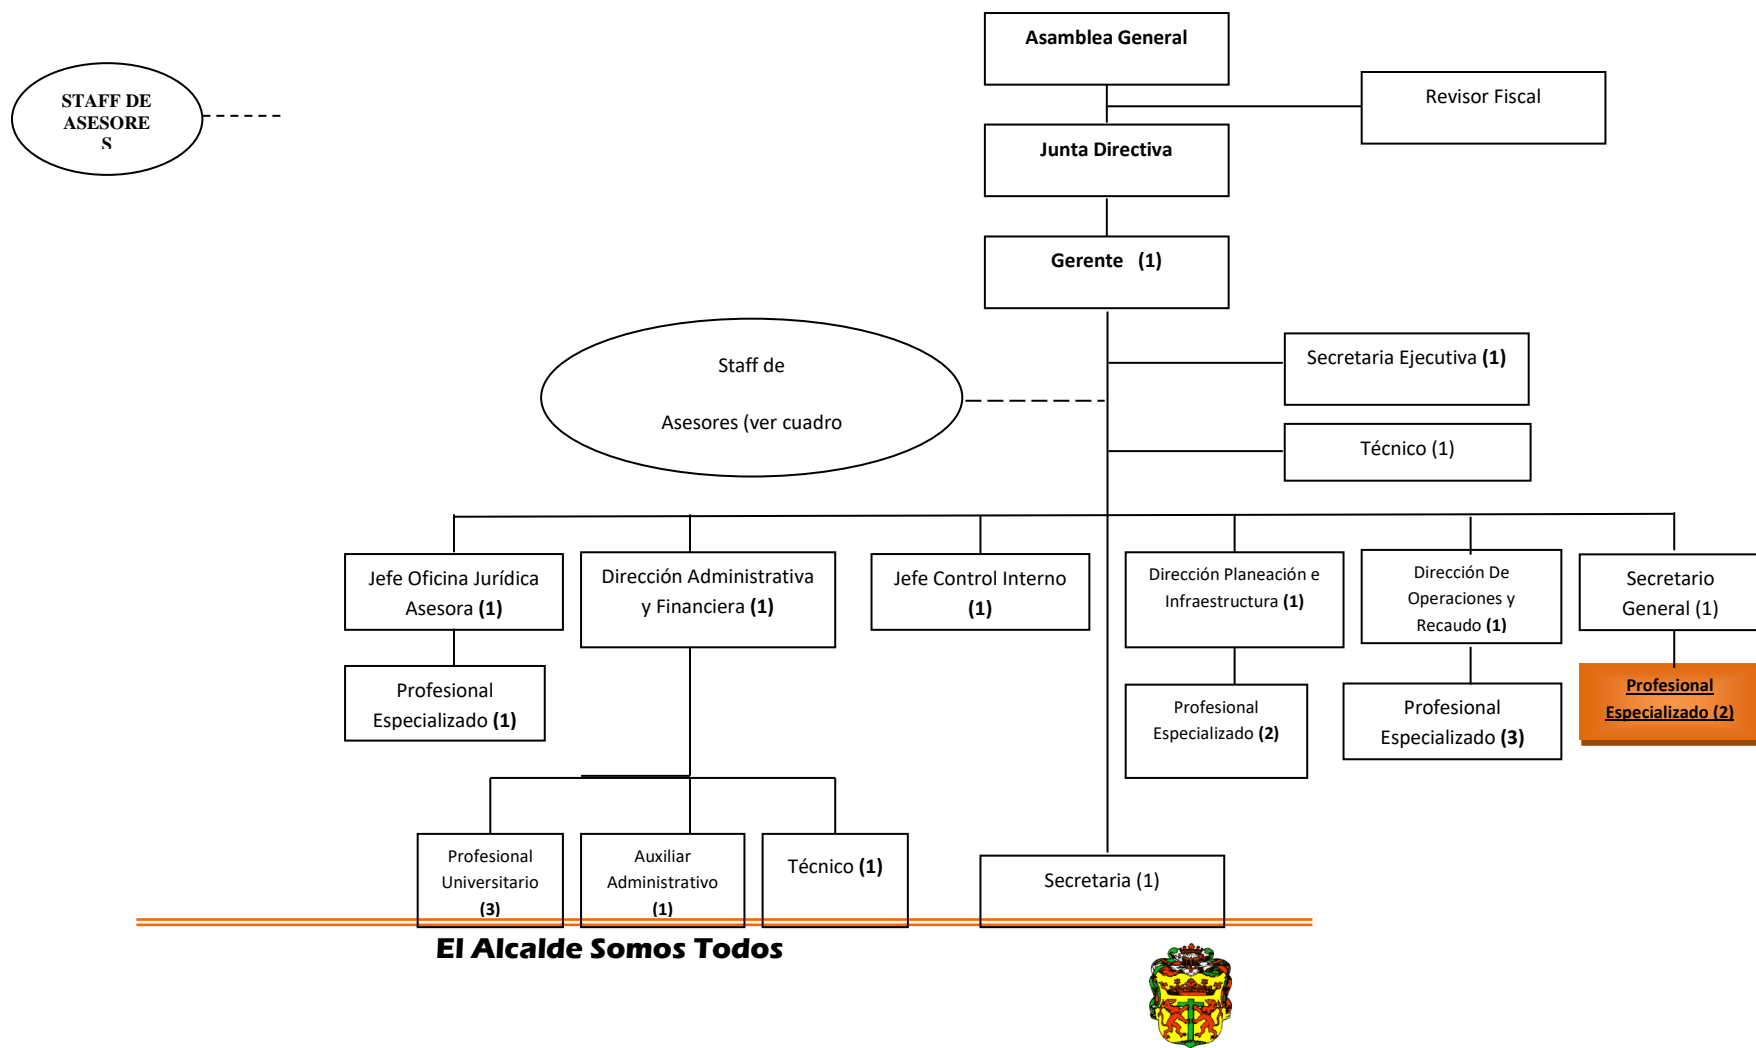 Asamblea General
STAFF DE
ASESORE
S
Revisor Fiscal
Junta Directiva
Gerente (1)
Staff de
Asesores (ver cuadro
Secretaria Ejecutiva (1)
Técnico (1)
Jefe Oficina Jurídica
Asesora (1)
Dirección Administrativa
y Financiera (1)
Jefe Control Interno
(1)
Dirección Planeación e
Infraestructura (1)
Dirección De
Operaciones y
Recaudo (1)
Secretario
General (1)
Profesional
Especializado (1)
Profesional
Especializado (2)
Profesional
Especializado (3)
Profesional
Especializado (2)
Profesional
Universitario
(3)
Auxiliar
Administrativo
(1)
Técnico (1)
Secretaria (1)
El Alcalde Somos Todos